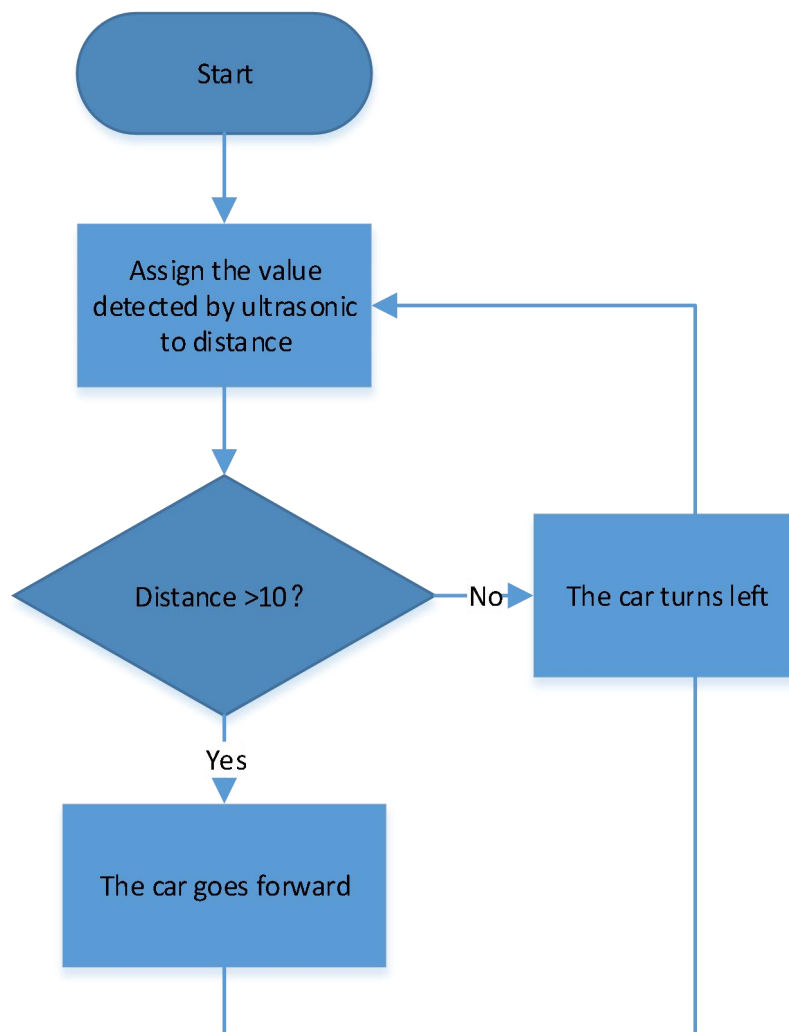 Start
Assign the value
detected by ultrasonic
to distance
Distance >10?
No
The car turns left
Yes
The car goes forward